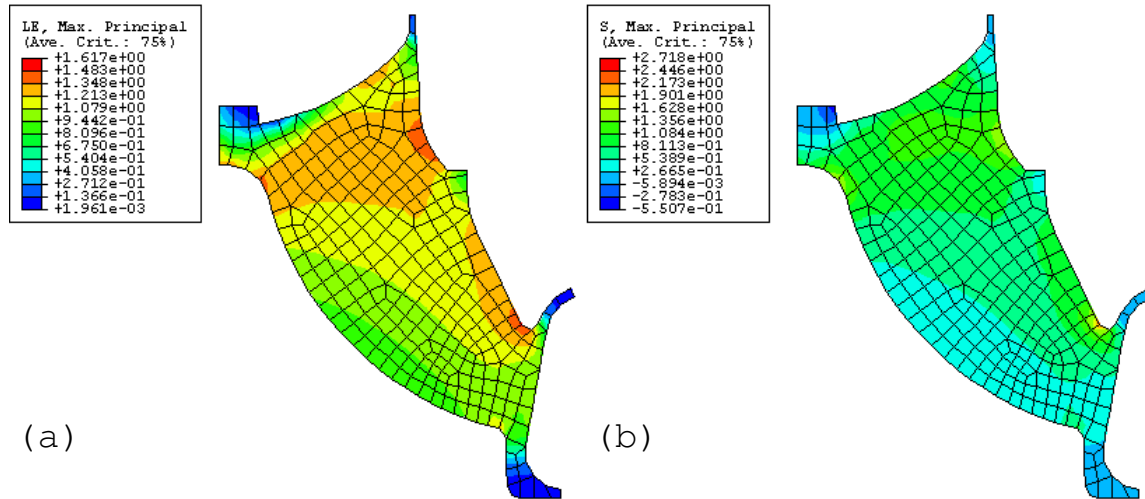 LE, Max. Principal
(Ave. Crit.: 75%)
+1.617e+00
+1.483e+00
+1.348e+00
+1.213e+00
+1.079e+00
+9.442e-01
+8.096e-01
+6.750e-01
+5.404e-01
+4.058e-01
+2.712e-01
+1.366e-01
+1.961e-03
(a)
S, Max. Principal
(Ave. Crit.: 75%)
+2.718e+00
+2.446e+00
+2.173e+00
+1.901e+00
+1.628e+00
+1.356e+00
+1.084e+00
+8.113e-01
+5.389e-01
+2.665e-01
-5.894e-03
-2.783e-01
-5.507e-01
(b)